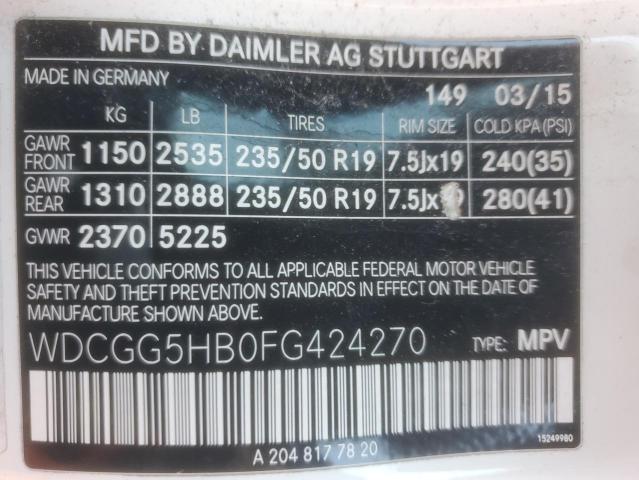 MFD BY DAIMLER AG STUTTGART
MADE IN GERMANY 149 03/15
KG LB TIRES RIM SIZE COLD KPA(PSI)
GAWR FRONT 1150 2535 235/50 R19 7.5Jx19 240(35)
GAWR REAR 1310 2888 235/50 R19 7.5Jx19 280(41)
GVWR 2370 5225
THIS VEHICLE CONFORMS TO ALL APPLICABLE FEDERAL MOTOR VEHICLE
SAFETY AND THEFT PREVENTION STANDARDS IN EFFECT ON THE DATE
OF MANUFACTURE SHOWN ABOVE.
WDCGG5HB0FG424270 TYPE: MPV
15249980
A 204 817 78 20